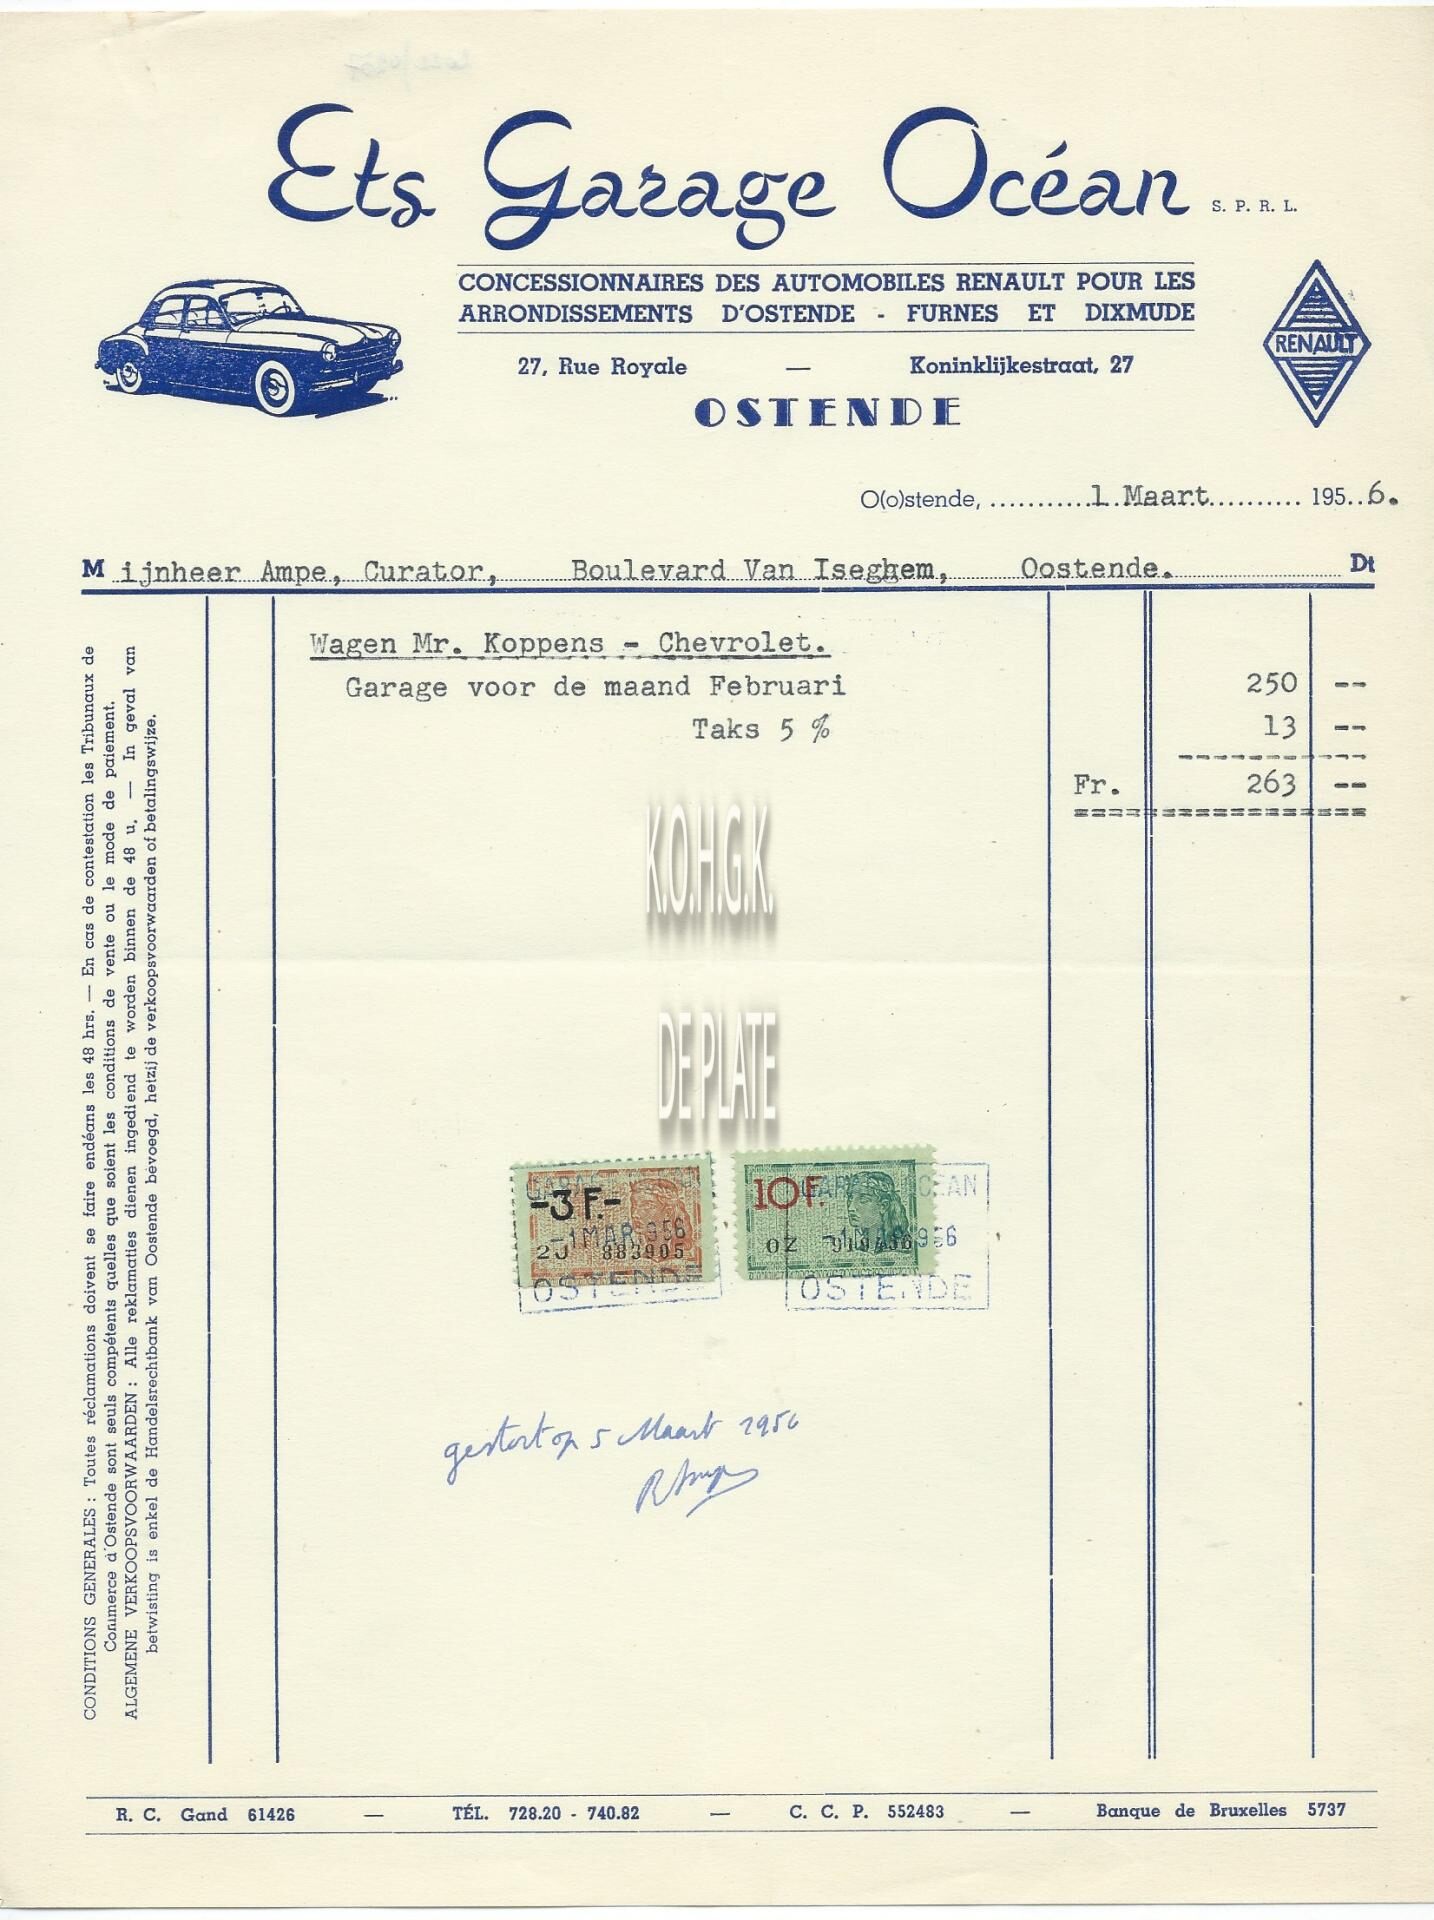 Ets Garage Océan S. P. R. L.
CONCESSIONNAIRES DES AUTOMOBILES RENAULT POUR LES
ARRONDISSEMENTS D'OSTENDE - FURNES ET DIXMUDE
27, Rue Royale — Koninklijkestraat, 27
OSTENDE
RENAULT
O(o)stende, 1 Maart 1956.
Mijnheer Ampe, Curator, Boulevard Van Iseghem, Oostende. Dt
Wagen Mr. Koppens - Chevrolet.
Garage voor de maand Februari 250 --
Taks 5 % 13 --
Fr. 263 --
K.O.H.G.K.
DE PLATE
-3 F.-
GARAGE OCEAN
-1 MAR. 956
2J 883905
OSTENDE
10F.
GARAGE OCEAN
-1 MAR. 956
OZ
OSTENDE
gestort op 5 Maart 1956
CONDITIONS GENERALES : Toutes réclamations doivent se faire endéans les 48 hrs. — En cas de contestation les Tribunaux de
Commerce d'Ostende sont seuls compétents quelles que soient les conditions de vente ou le mode de paiement.
ALGEMENE VERKOOPSVOORWAARDEN : Alle reklamaties dienen ingediend te worden binnen de 48 u. — In geval van
betwisting is enkel de Handelsrechtbank van Oostende bevoegd, hetzij de verkoopsvoorwaarden of betalingswijze.
R. C. Gand 61426 — TÉL. 728.20 - 740.82 — C. C. P. 552483 — Banque de Bruxelles 5737